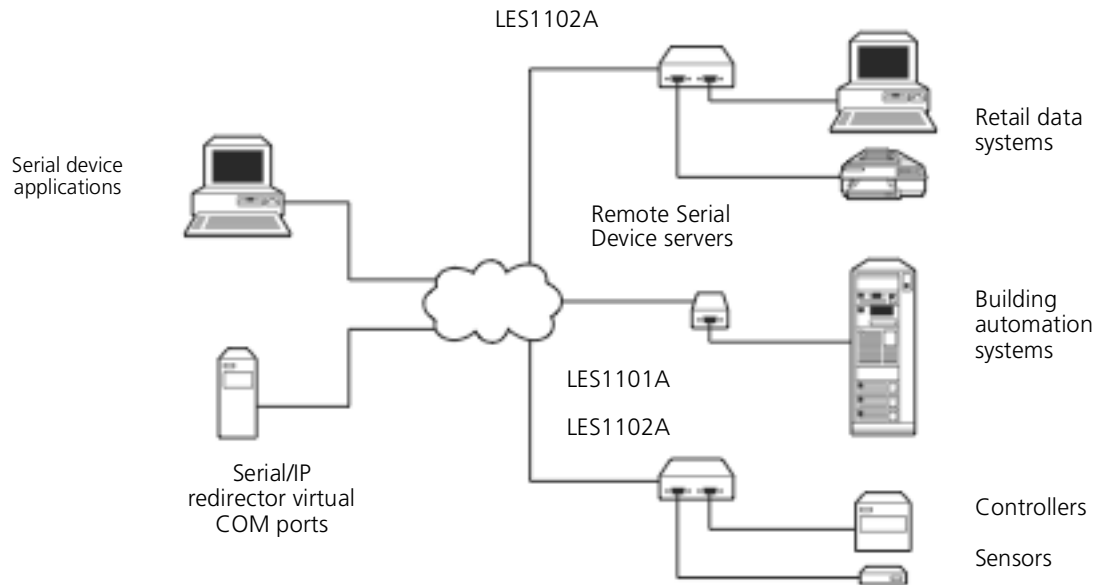 LES1102A
Retail data
systems
Serial device
applications
Remote Serial
Device servers
Building
automation
systems
LES1101A
LES1102A
Serial/IP
redirector virtual
COM ports
Controllers
Sensors